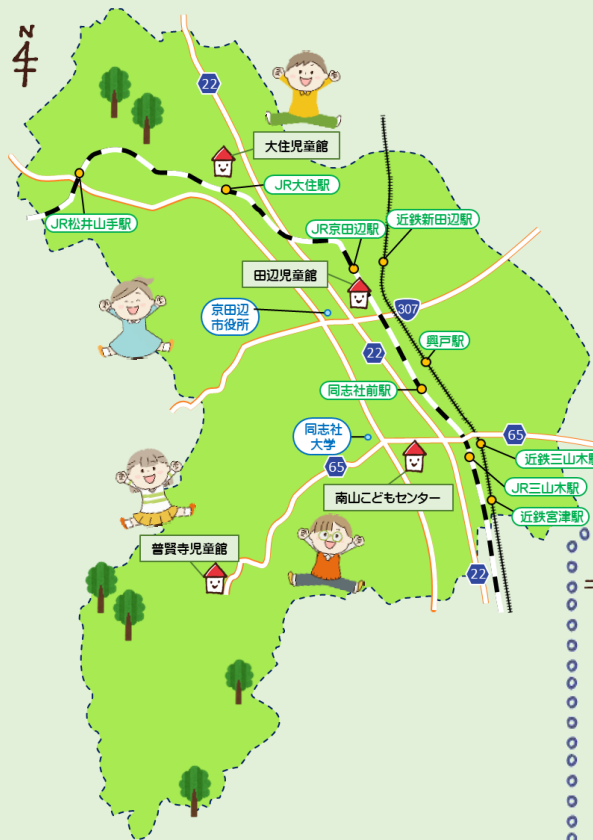 N
22
大住児童館
JR大住駅
JR松井山手駅
JR京田辺駅
近鉄新田辺駅
田辺児童館
京田辺
市役所
307
22
興戸駅
同志社前駅
同志社
大学
65
65
近鉄三山木駅
南山こどもセンター
JR三山木駅
近鉄宮津駅
普賢寺児童館
22